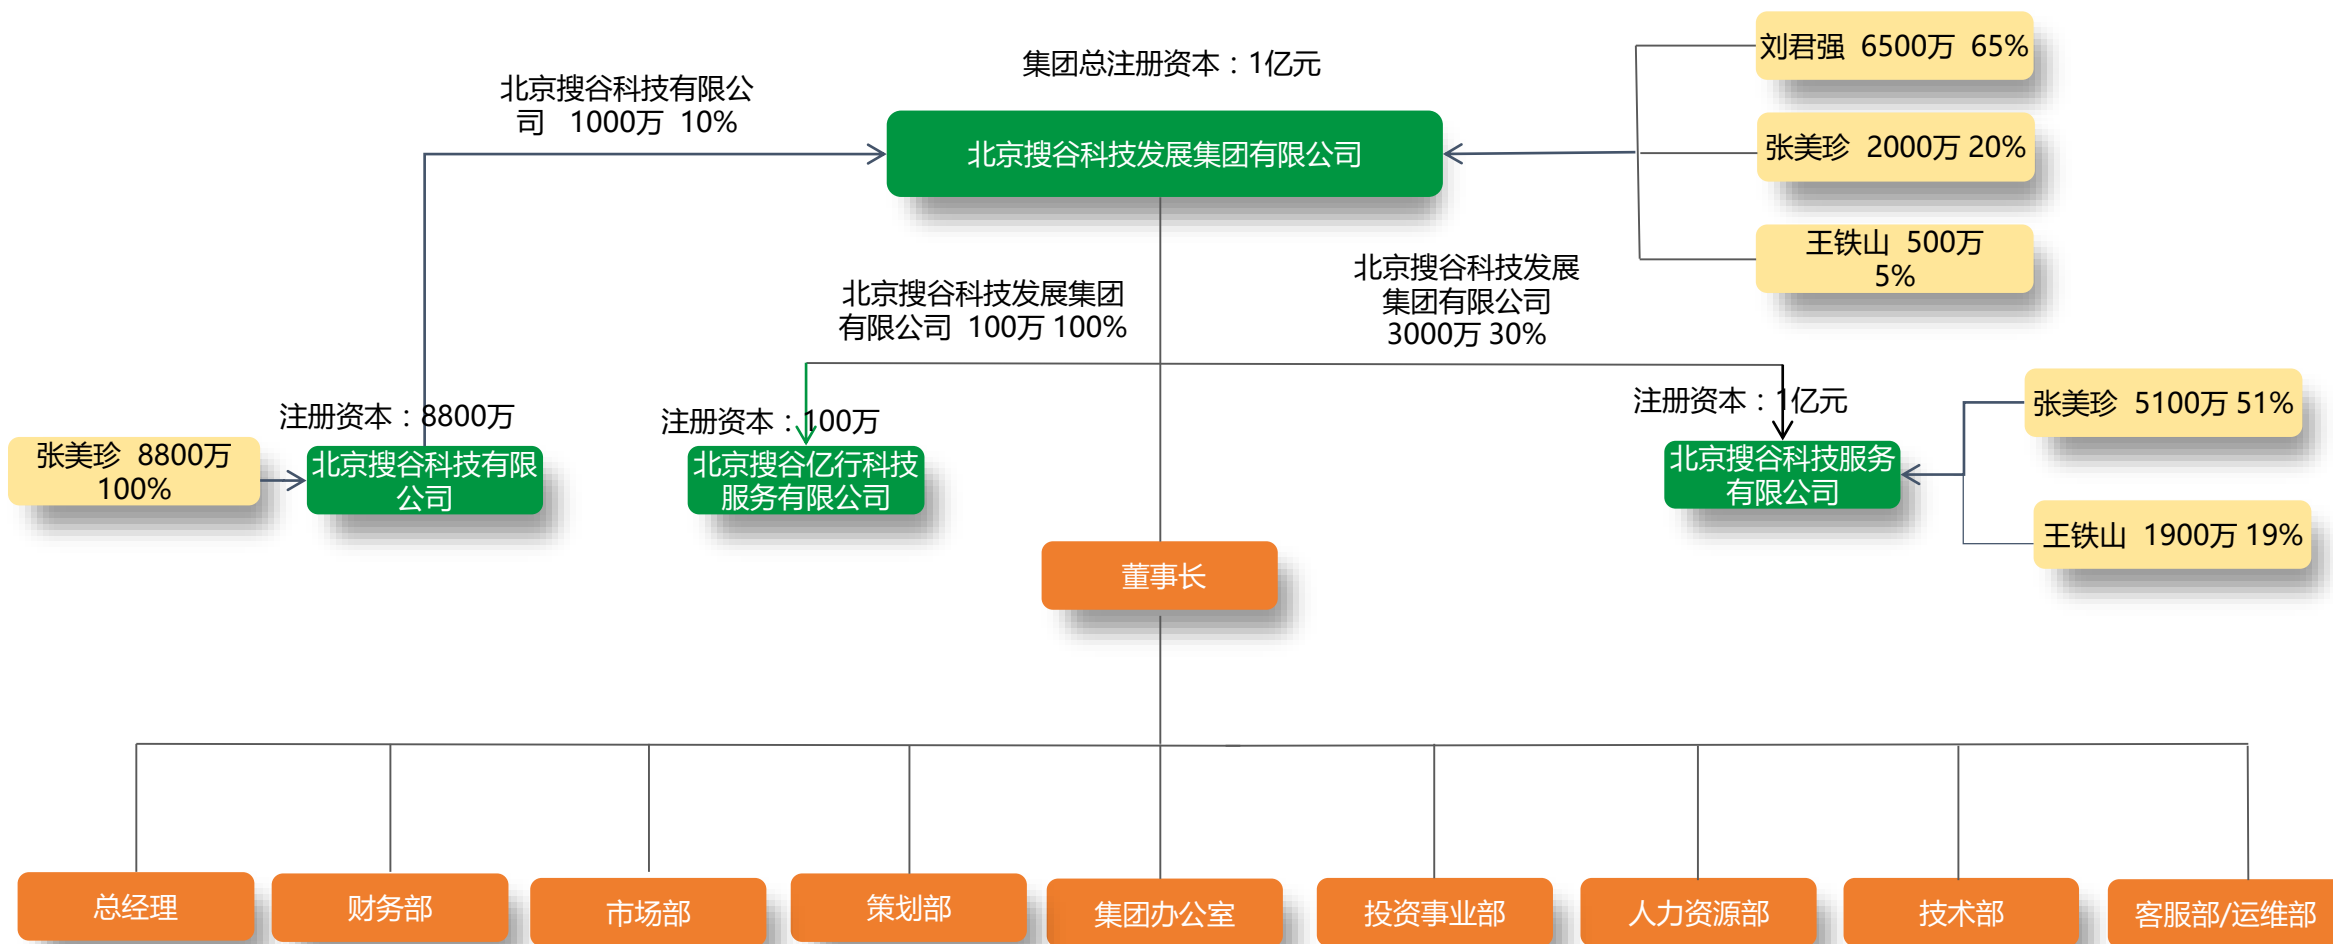 集团总注册资本：1亿元
北京搜谷科技有限公
司 1000万 10%
北京搜谷科技发展集团有限公司
刘君强 6500万 65%
张美珍 2000万 20%
王铁山 500万
5%
北京搜谷科技发展集团
有限公司 100万 100%
北京搜谷科技发展
集团有限公司
3000万 30%
注册资本：8800万
注册资本：100万
注册资本：1亿元
张美珍 8800万
100%
北京搜谷科技有限
公司
北京搜谷亿行科技
服务有限公司
北京搜谷科技服务
有限公司
张美珍 5100万 51%
王铁山 1900万 19%
董事长
总经理
财务部
市场部
策划部
集团办公室
投资事业部
人力资源部
技术部
客服部/运维部